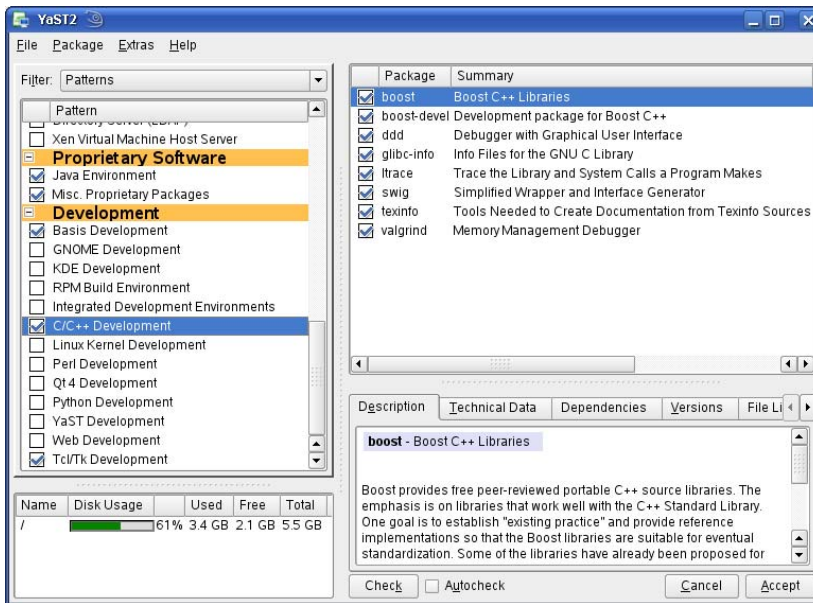 YaST2
File Package Extras Help
Filter: Patterns
Pattern
Directory Server (LDAP)
Xen Virtual Machine Host Server
Proprietary Software
Java Environment
Misc. Proprietary Packages
Development
Basis Development
GNOME Development
KDE Development
RPM Build Environment
Integrated Development Environments
C/C++ Development
Linux Kernel Development
Perl Development
Qt 4 Development
Python Development
YaST Development
Web Development
Tcl/Tk Development
Name Disk Usage Used Free Total
/ 61% 3.4 GB 2.1 GB 5.5 GB
Package Summary
boost Boost C++ Libraries
boost-devel Development package for Boost C++
ddd Debugger with Graphical User Interface
glibc-info Info Files for the GNU C Library
ltrace Trace the Library and System Calls a Program Makes
swig Simplified Wrapper and Interface Generator
texinfo Tools Needed to Create Documentation from Texinfo Sources
valgrind Memory Management Debugger
Description Technical Data Dependencies Versions File Li
boost - Boost C++ Libraries
Boost provides free peer-reviewed portable C++ source libraries. The
emphasis is on libraries that work well with the C++ Standard Library.
One goal is to establish "existing practice" and provide reference
implementations so that the Boost libraries are suitable for eventual
standardization. Some of the libraries have already been proposed for
Check Autocheck Cancel Accept